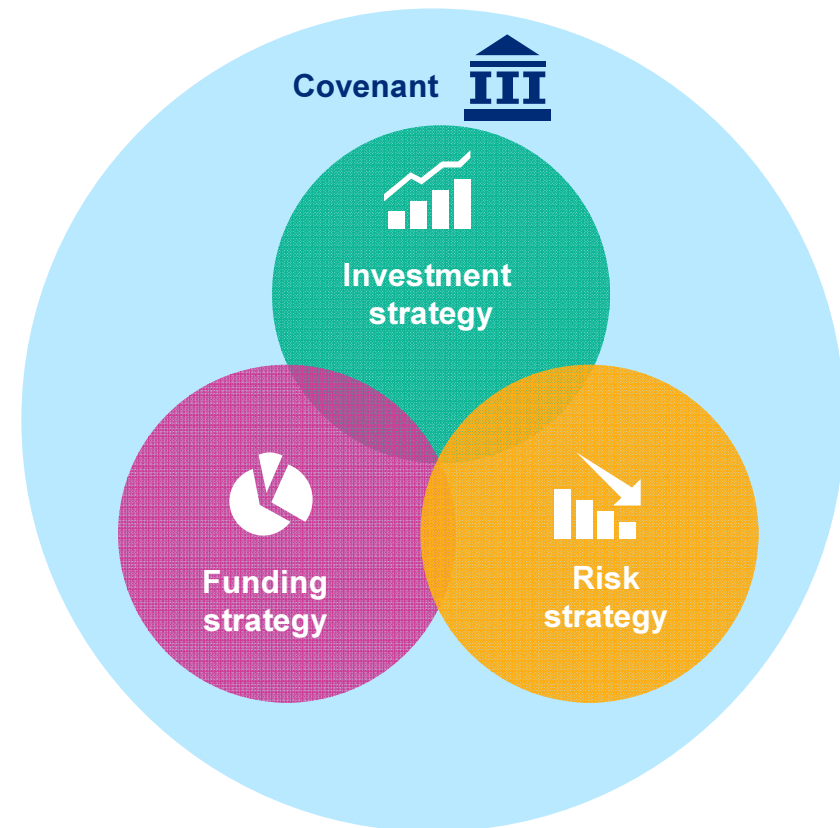 Covenant
Investment
strategy
Funding
strategy
Risk
strategy